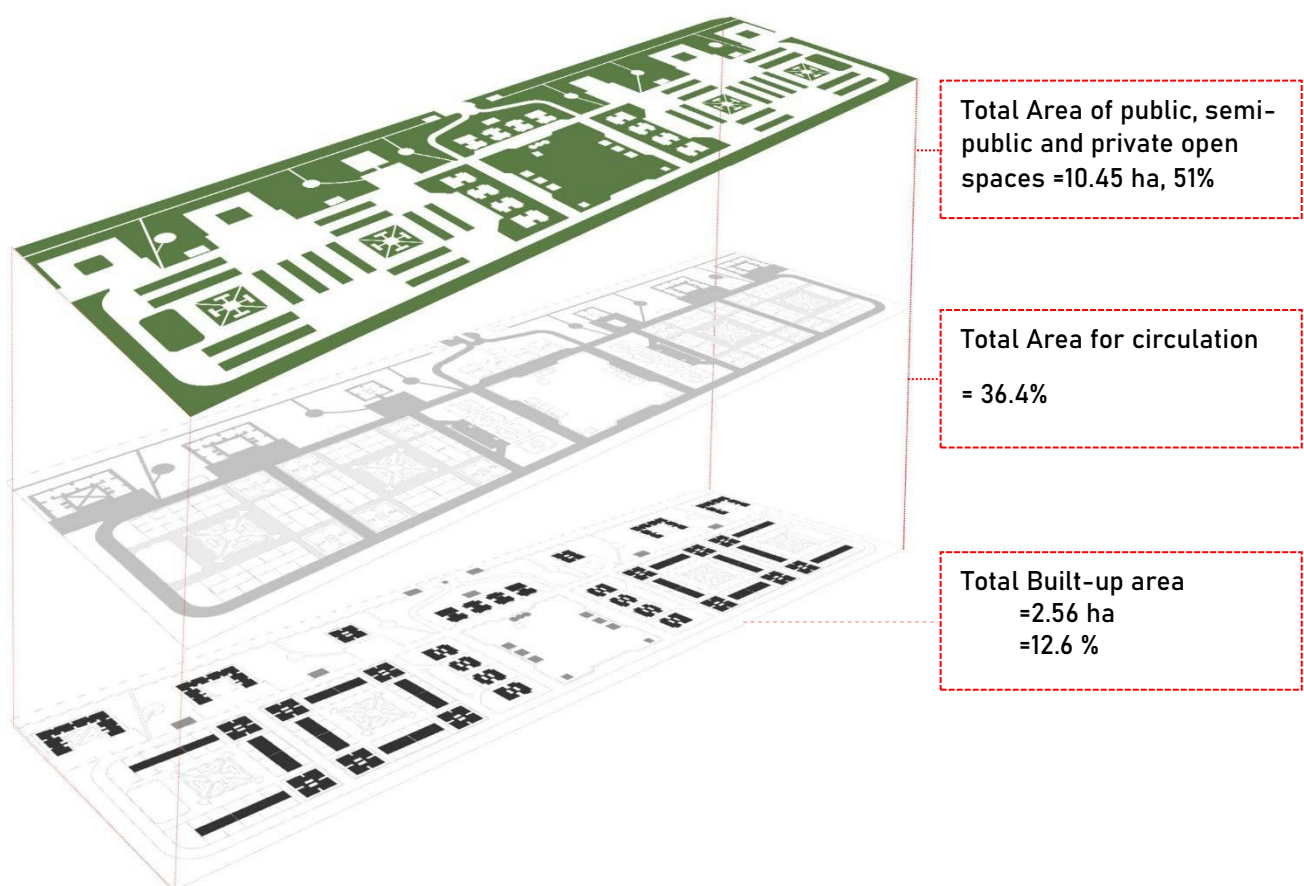 Total Area of public, semi-
public and private open
spaces =10.45 ha, 51%
Total Area for circulation
= 36.4%
Total Built-up area
=2.56 ha
=12.6 %